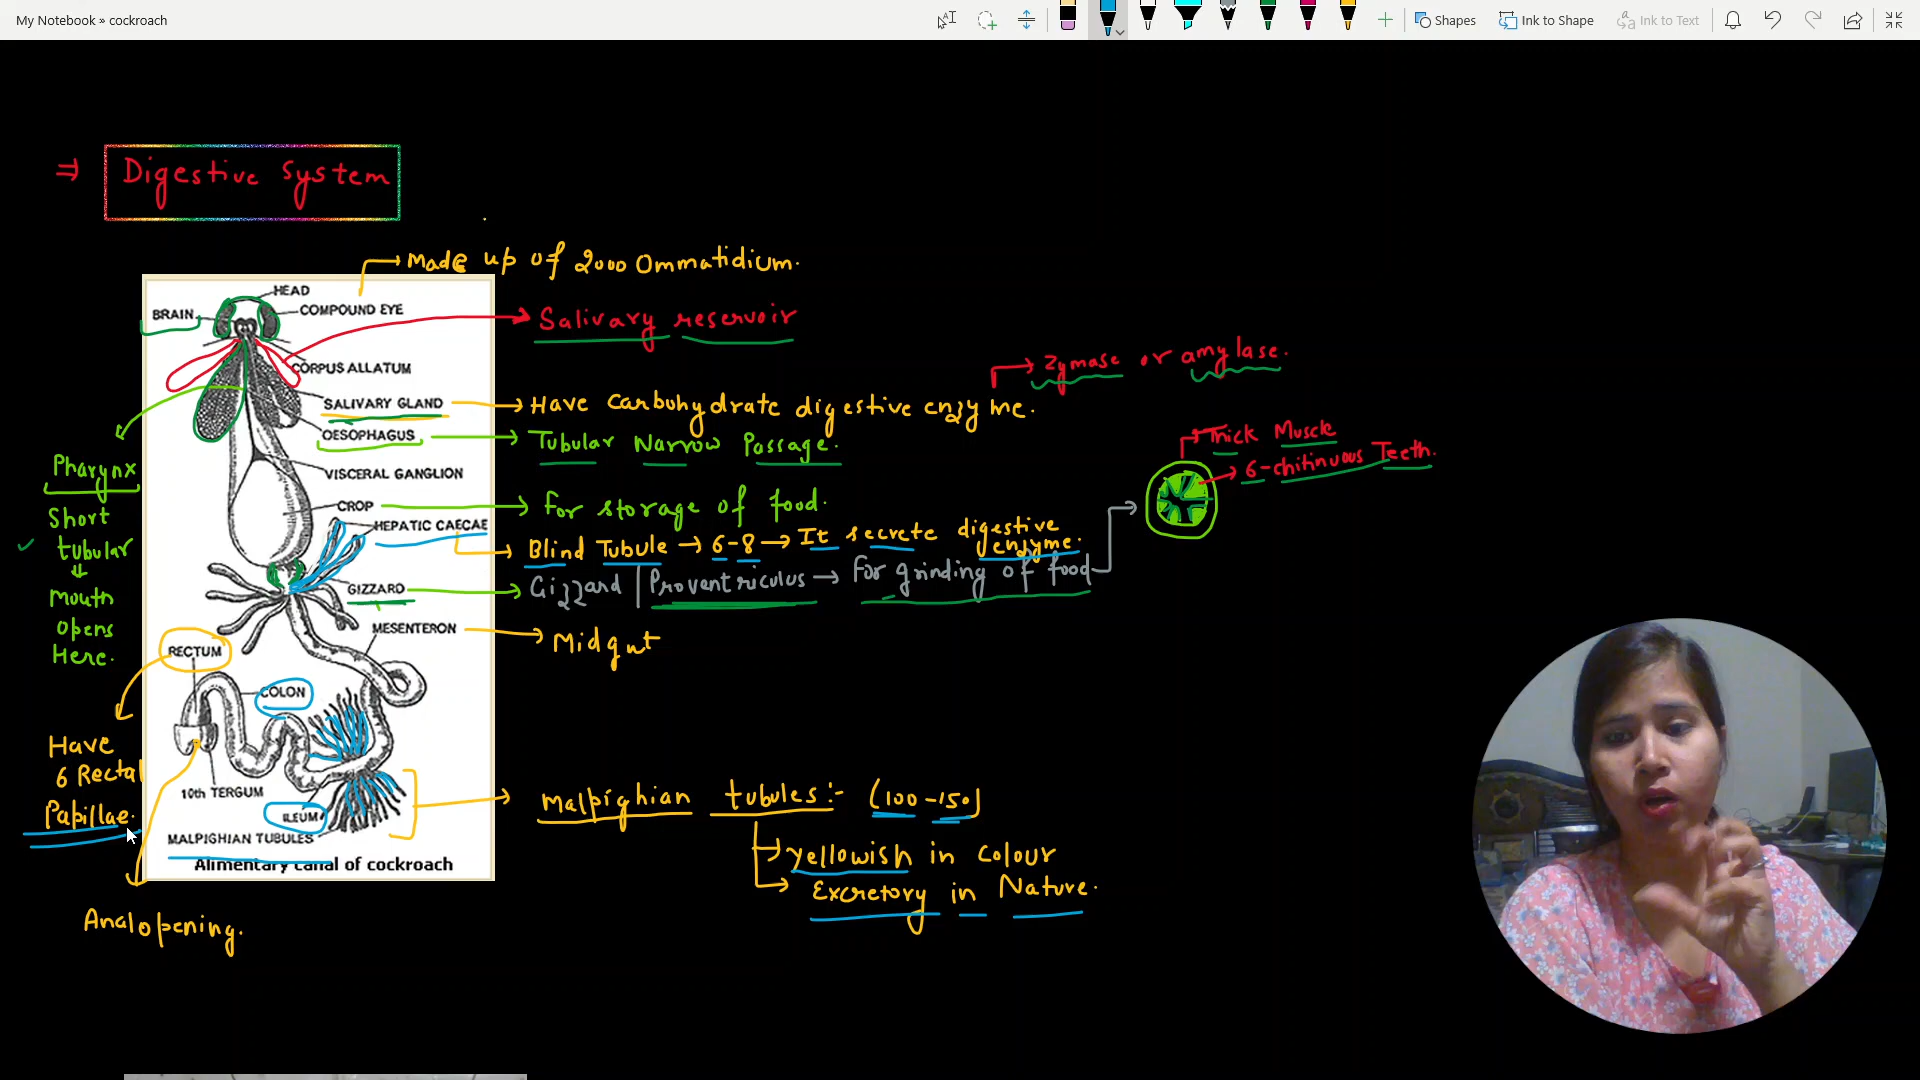 My Notebook » cockroach
Shapes
Ink to Shape
Ink to Text
⇒ Digestive System
Made up of 2000 Ommatidium.
HEAD
COMPOUND EYE
BRAIN
Salivary reservoir
CORPUS ALLATUM
Zymase or amylase.
SALIVARY GLAND
Have Carbohydrate digestive enzyme.
OESOPHAGUS
Tubular Narrow Passage.
Thick Muscle
6-chitinuous Teeth.
Pharynx
Short
tubular
Mouth
opens
Here.
VISCERAL GANGLION
CROP
For storage of food.
HEPATIC CAECAE
Blind Tubule → 6-8 → It secrete digestive
enzyme.
GIZZARD
Gizzard | Proventriculus → For grinding of food
MESENTERON
Midgut
RECTUM
COLON
Have
6 Rectal
Papillae.
10th TERGUM
ILEUM
MALPIGHIAN TUBULES
Malpighian tubules:- (100-150)
yellowish in Colour
Excretory in Nature.
Alimentary canal of cockroach
Anal opening.